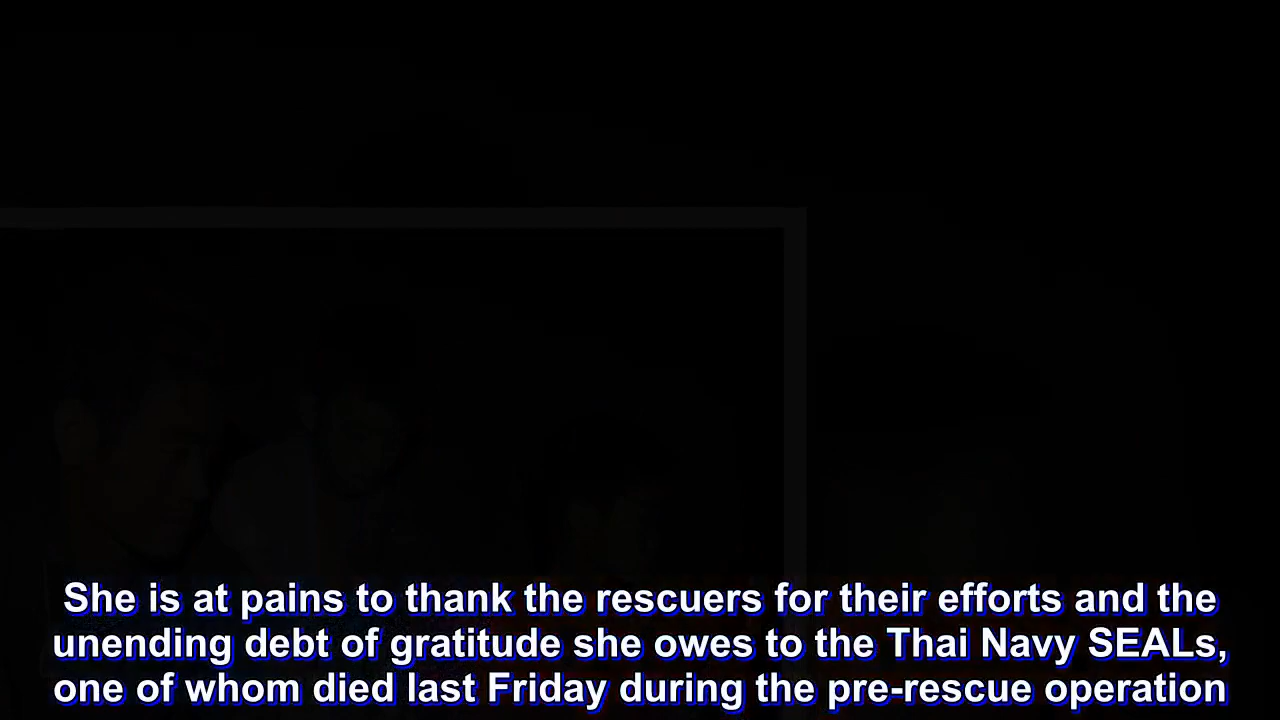 She is at pains to thank the rescuers for their efforts and the
unending debt of gratitude she owes to the Thai Navy SEALs,
one of whom died last Friday during the pre-rescue operation